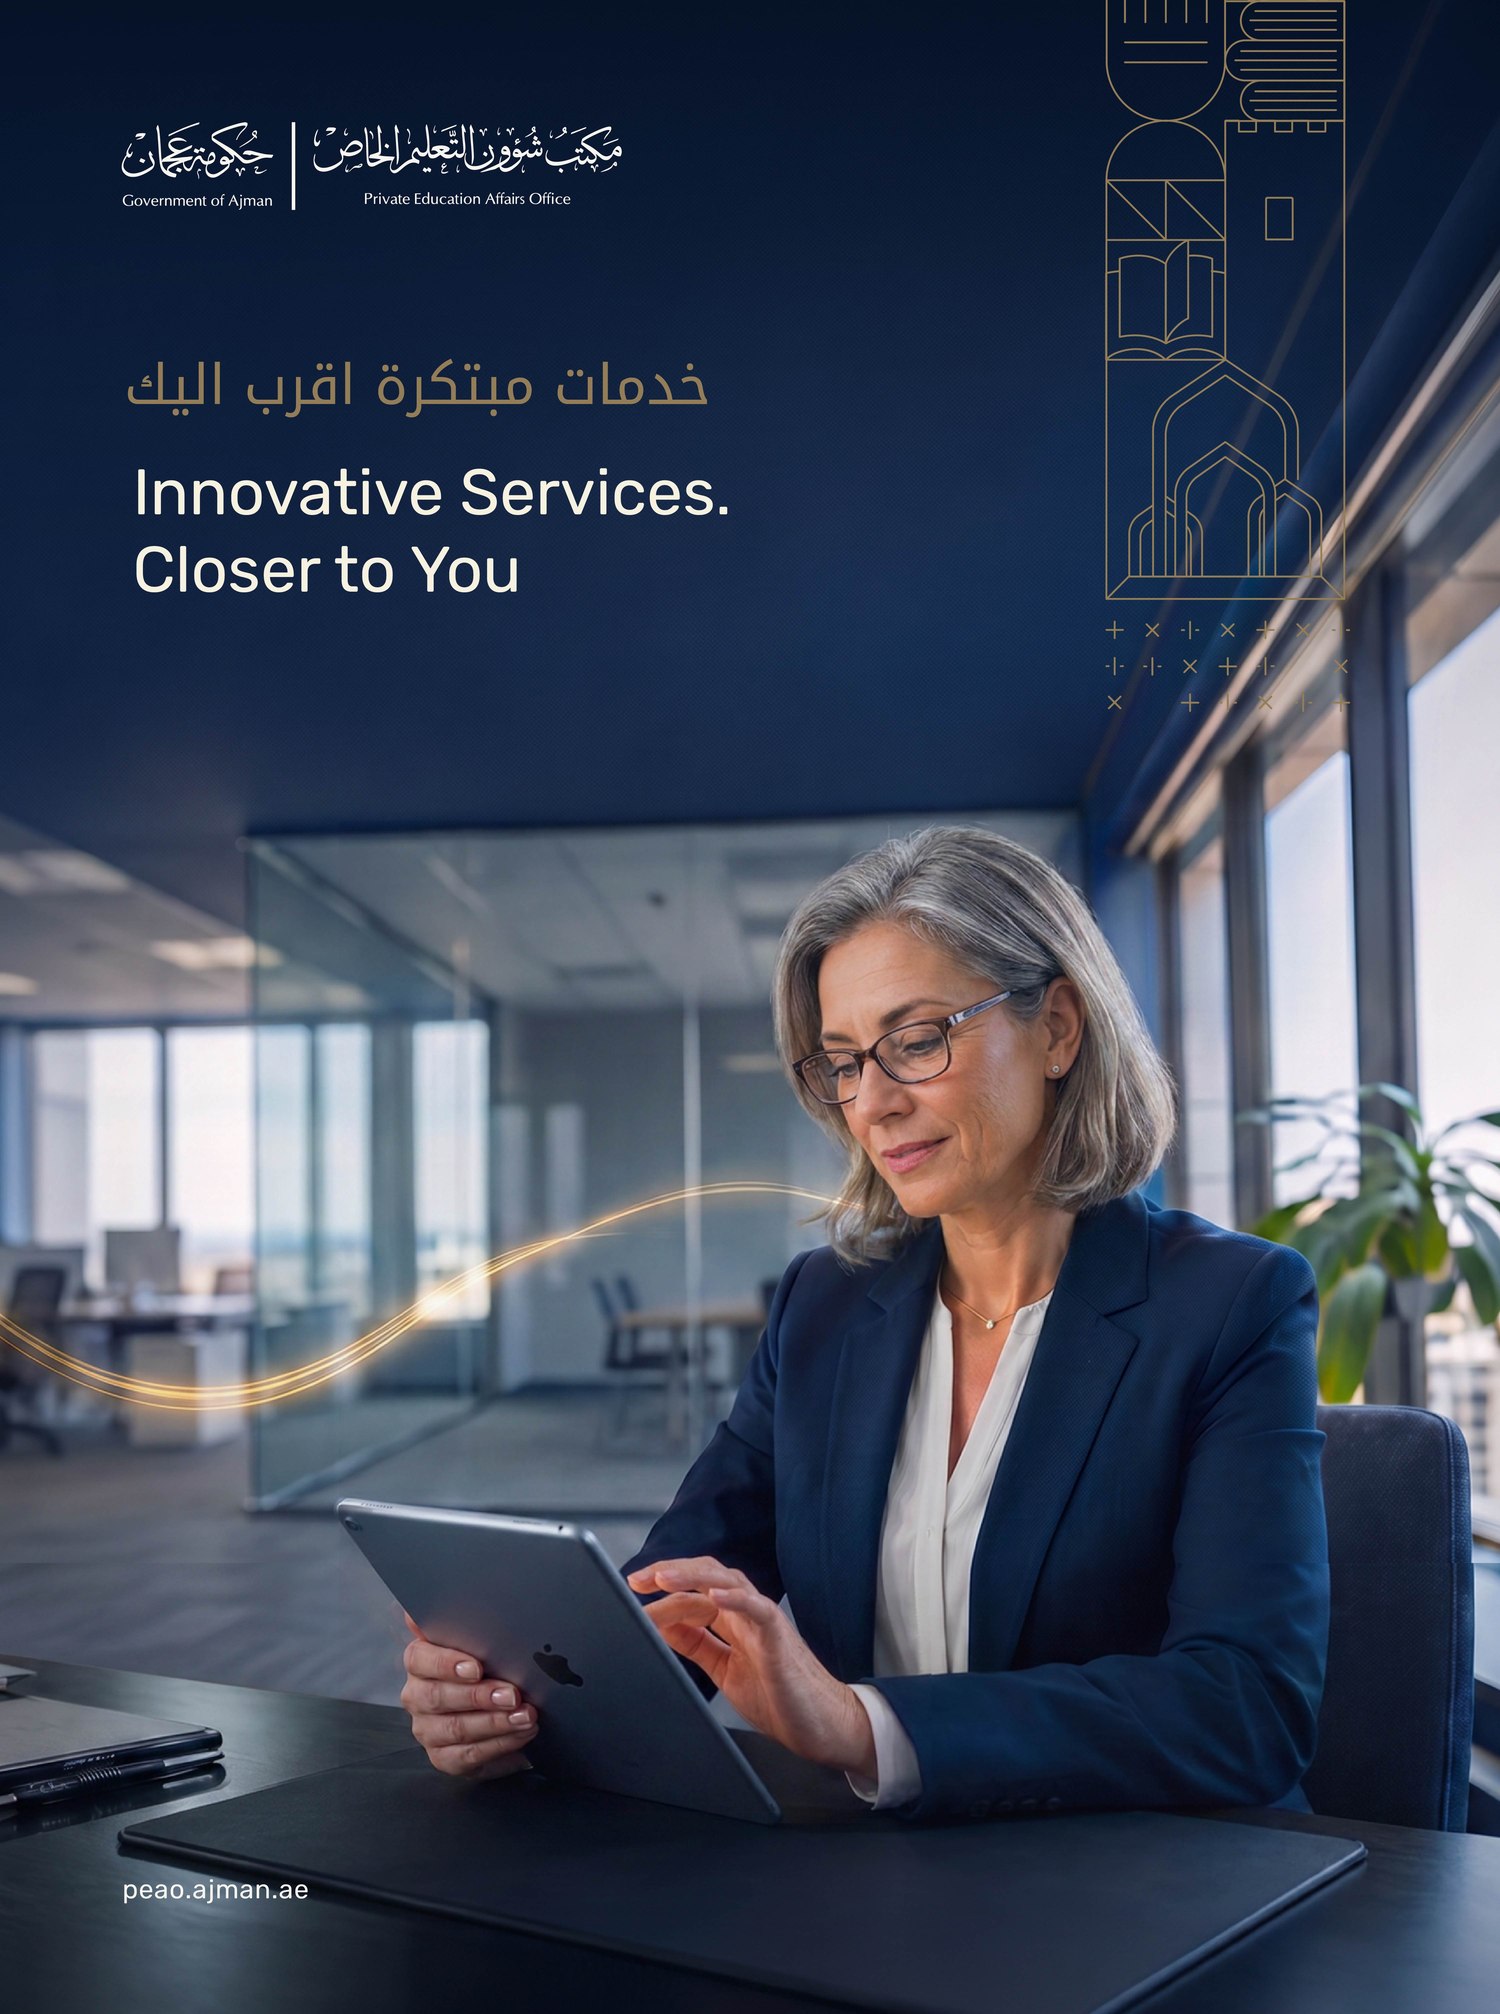 حكومة عجمان
Government of Ajman
مكتب شؤون التعليم الخاص
Private Education Affairs Office
خدمات مبتكرة اقرب اليك
Innovative Services.
Closer to You
peao.ajman.ae